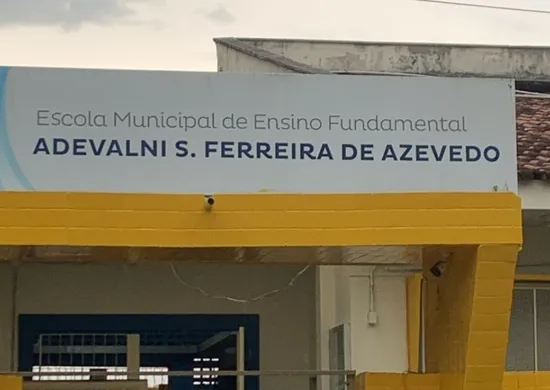 Escola Municipal de Ensino Fundamental
ADEVALNI S. FERREIRA DE AZEVEDO